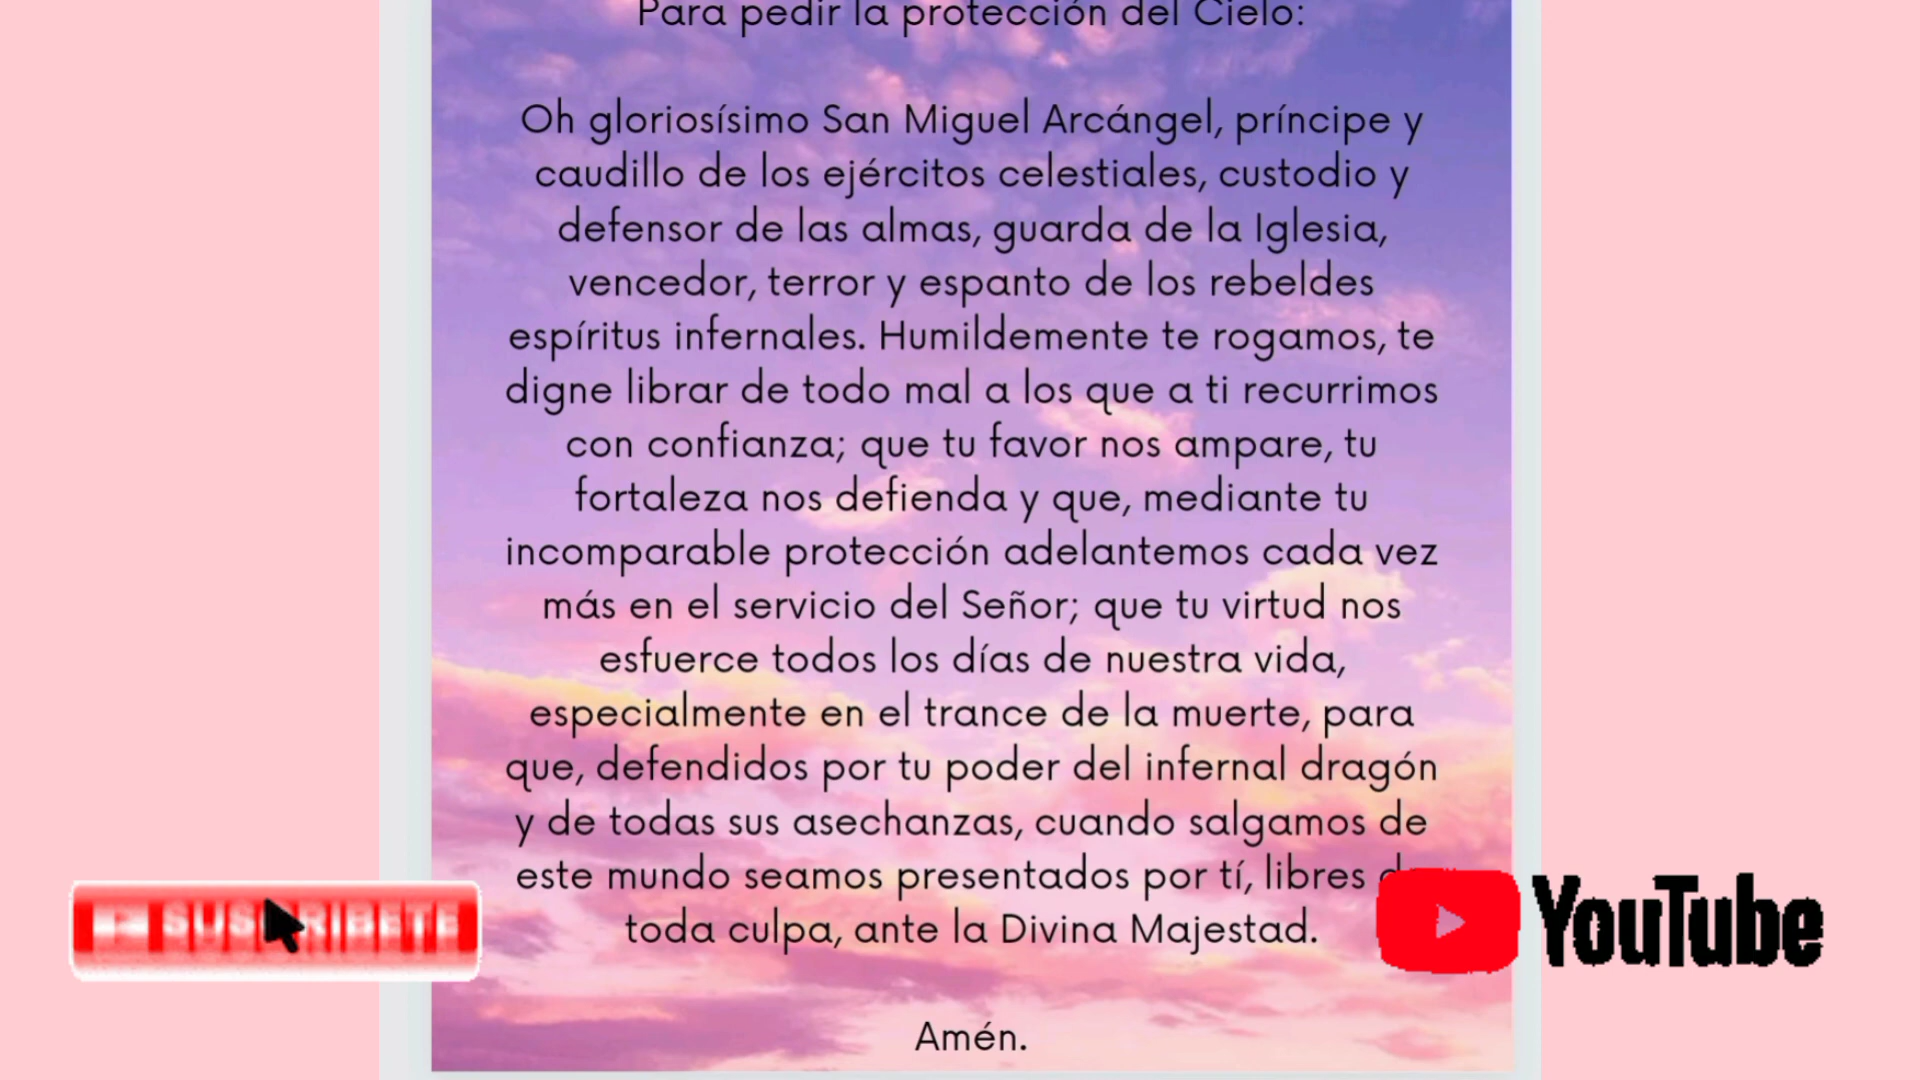 Para pedir la protección del Cielo:
Oh gloriosísimo San Miguel Arcángel, príncipe y
caudillo de los ejércitos celestiales, custodio y
defensor de las almas, guarda de la Iglesia,
vencedor, terror y espanto de los rebeldes
espíritus infernales. Humildemente te rogamos, te
digne librar de todo mal a los que a ti recurrimos
con confianza; que tu favor nos ampare, tu
fortaleza nos defienda y que, mediante tu
incomparable protección adelantemos cada vez
más en el servicio del Señor; que tu virtud nos
esfuerce todos los días de nuestra vida,
especialmente en el trance de la muerte, para
que, defendidos por tu poder del infernal dragón
y de todas sus asechanzas, cuando salgamos de
este mundo seamos presentados por tí, libres
toda culpa, ante la Divina Majestad.
Amén.
SUSCRIBETE
YouTube